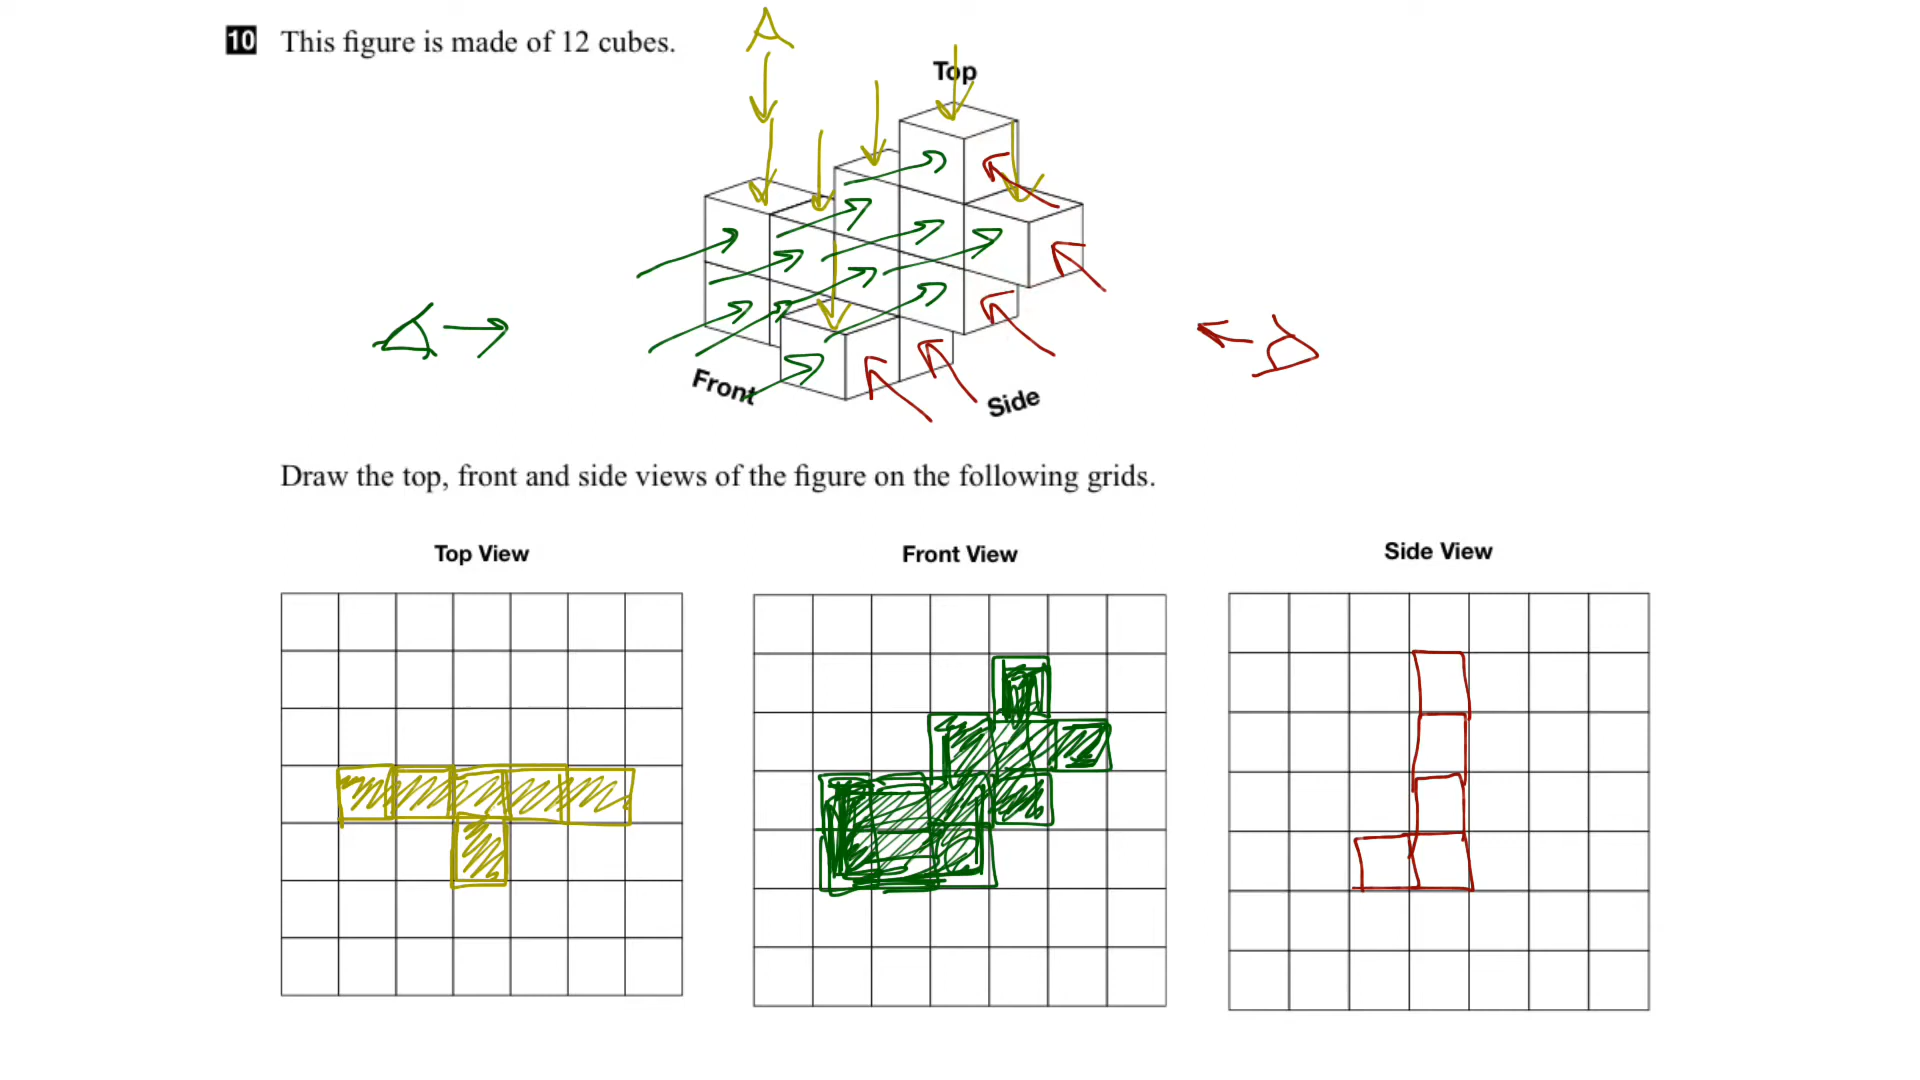 10 This figure is made of 12 cubes.
Top
Front
Side
Draw the top, front and side views of the figure on the following grids.
Top View
Front View
Side View